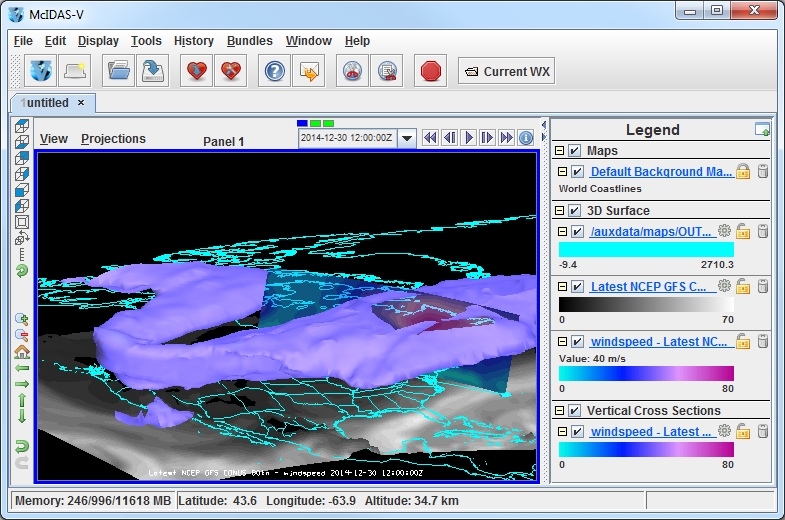 McIDAS-V
File Edit Display Tools History Bundles Window Help
Current WX
1untitled
View Projections Panel 1 2014-12-30 12:00:00Z
Legend
Maps
Default Background Ma...
World Coastlines
3D Surface
/auxdata/maps/OUT...
-9.4 2710.3
Latest NCEP GFS C...
0 70
windspeed - Latest NC...
Value: 40 m/s
0 80
Vertical Cross Sections
windspeed - Latest ...
0 80
Latest NCEP GFS CONUS 80km - windspeed 2014-12-30 12:00:00Z
Memory: 246/996/11618 MB Latitude: 43.6 Longitude: -63.9 Altitude: 34.7 km